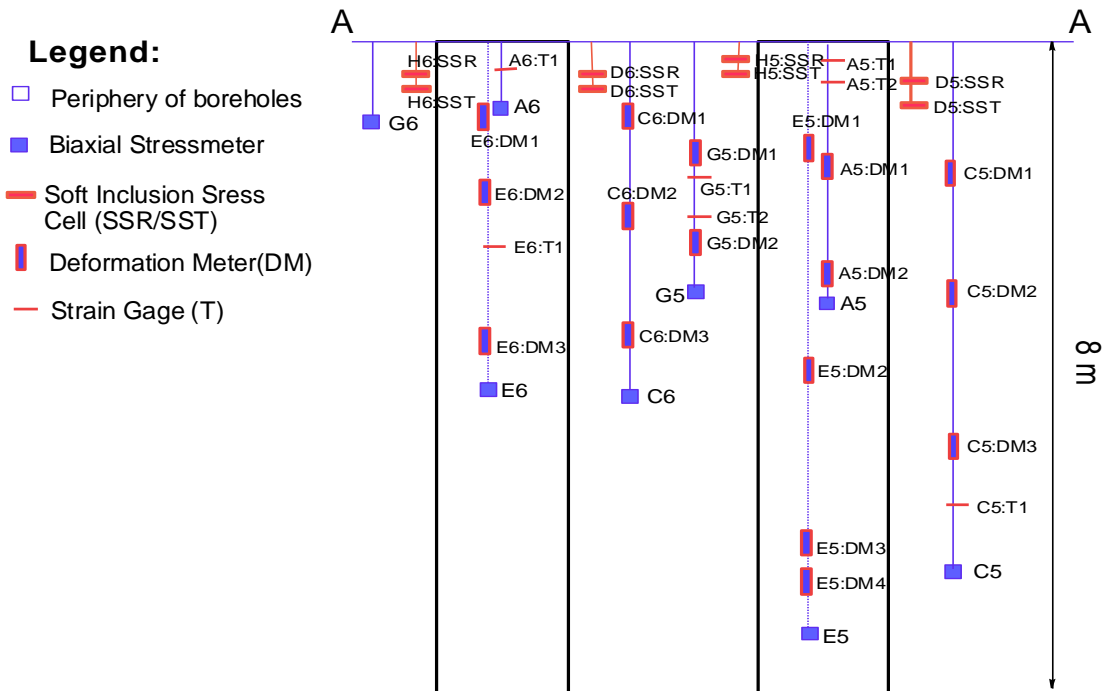 A
A
Legend:
Periphery of boreholes
Biaxial Stressmeter
Soft Inclusion Sress
Cell (SSR/SST)
Deformation Meter(DM)
Strain Gage (T)
G6
H6:SSR
H6:SST
A6:T1
A6
E6:DM1
E6:DM2
E6:T1
E6:DM3
E6
D6:SSR
D6:SST
C6:DM1
C6:DM2
C6:DM3
C6
G5:DM1
G5:T1
G5:T2
G5:DM2
G5
H5:SSR
H5:SST
A5:T1
A5:T2
E5:DM1
A5:DM1
A5:DM2
A5
E5:DM2
E5:DM3
E5:DM4
E5
D5:SSR
D5:SST
C5:DM1
C5:DM2
C5:DM3
C5:T1
C5
8 m